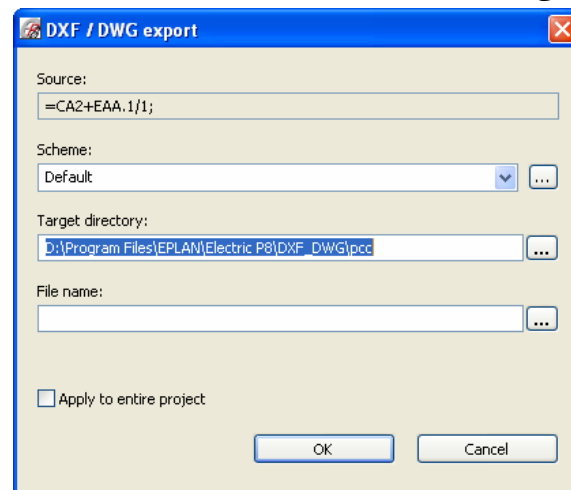 DXF / DWG export
Source:
=CA2+EAA.1/1;
Scheme:
Default
...
Target directory:
D:\Program Files\EPLAN\Electric P8\DXF_DWG\pcc
...
File name:
...
Apply to entire project
OK Cancel